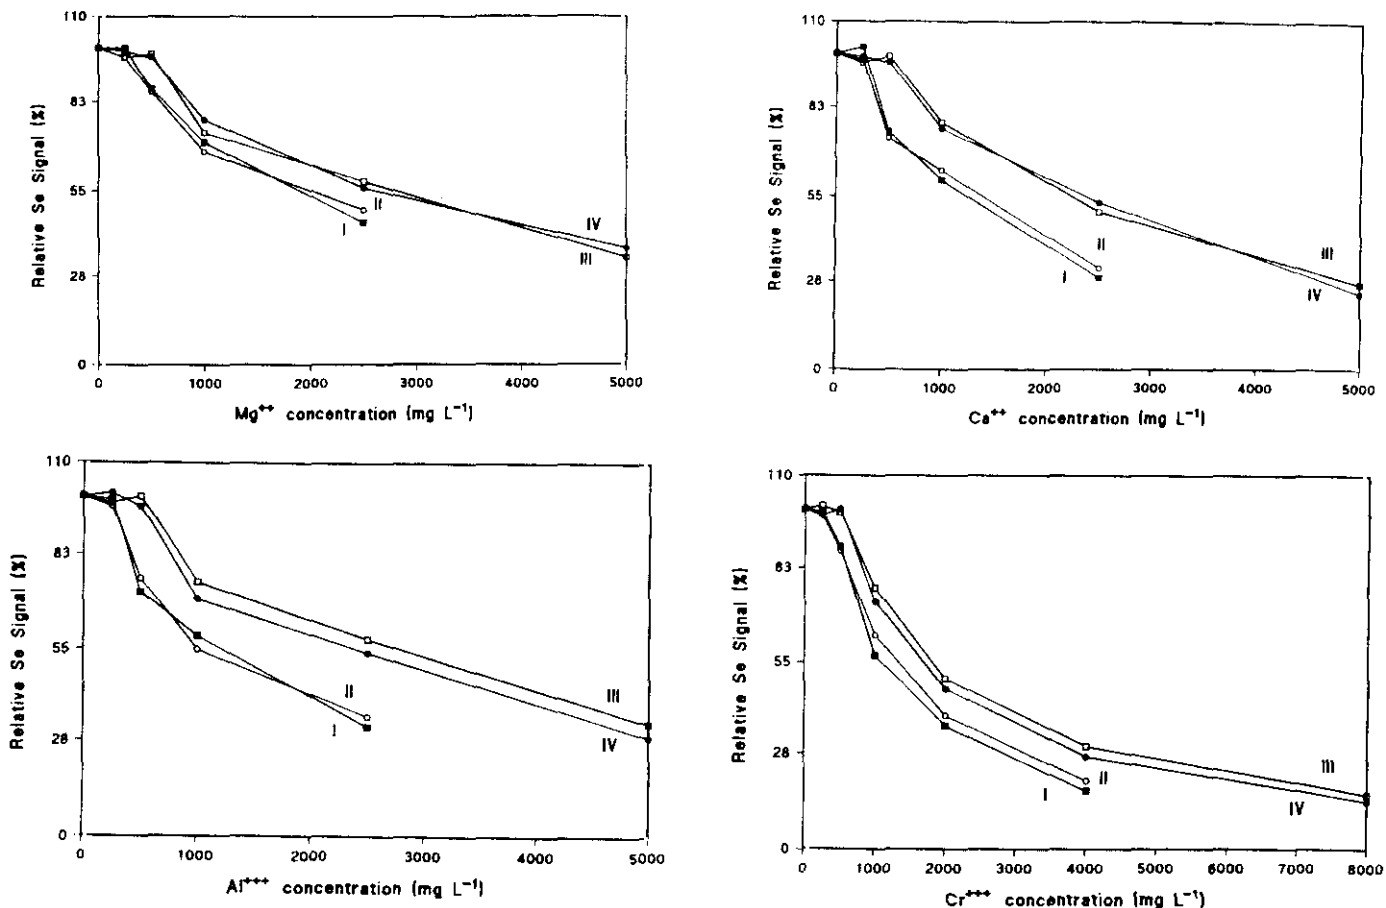 110
83
55
28
0
Relative Se Signal (%)
II
I
IV
III
0 1000 2000 3000 4000 5000
Mg++ concentration (mg L−1)
110
83
55
28
0
Relative Se Signal (%)
II
I
III
IV
0 1000 2000 3000 4000 5000
Ca++ concentration (mg L−1)
110
83
55
28
0
Relative Se Signal (%)
III
II
I
IV
0 1000 2000 3000 4000 5000
Al+++ concentration (mg L−1)
110
83
55
28
0
Relative Se Signal (%)
III
II
I
IV
0 1000 2000 3000 4000 5000 6000 7000 8000
Cr+++ concentration (mg L−1)